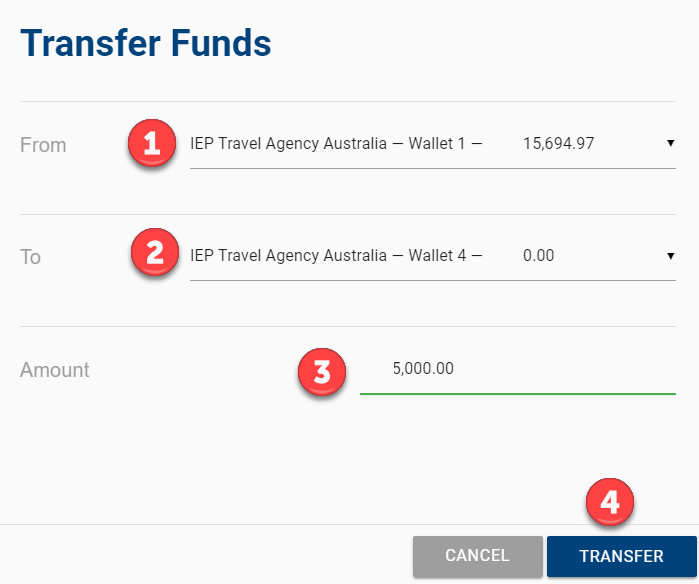 Transfer Funds
From 1 IEP Travel Agency Australia — Wallet 1 — 15,694.97
To 2 IEP Travel Agency Australia — Wallet 4 — 0.00
Amount 3 5,000.00
4
CANCEL TRANSFER